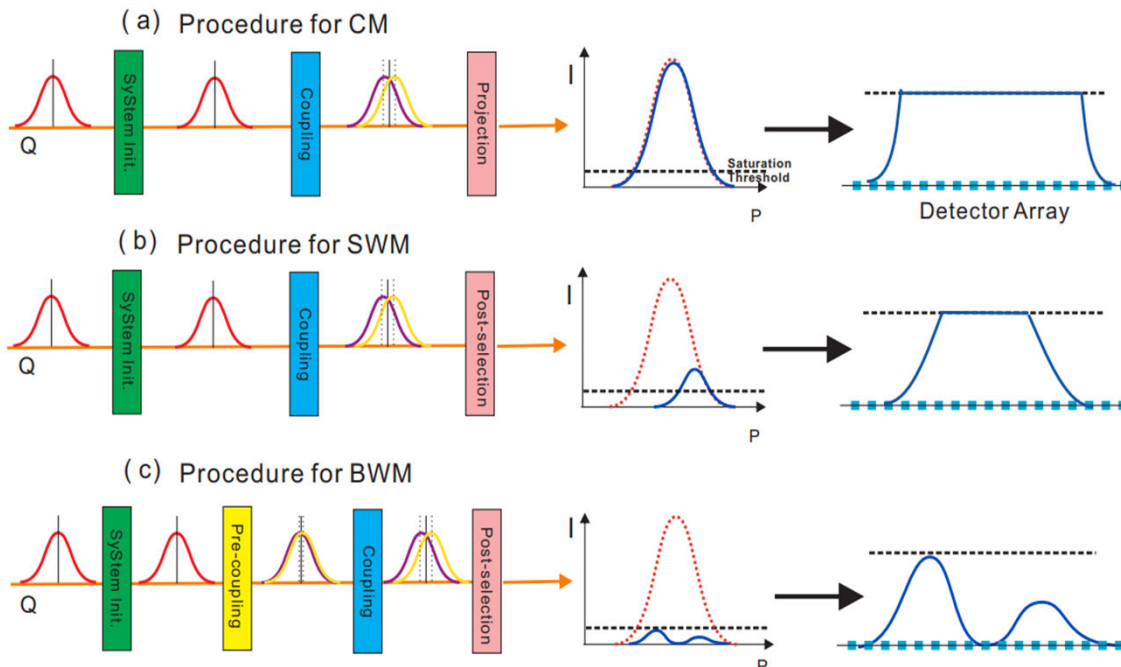 ( a ) Procedure for CM
Q
SyStem Init.
Coupling
Projection
I
Saturation
Threshold
P
Detector Array
( b ) Procedure for SWM
Q
SyStem Init.
Coupling
Post-selection
I
P
( c ) Procedure for BWM
Q
SyStem Init.
Pre-coupling
Coupling
Post-selection
I
P